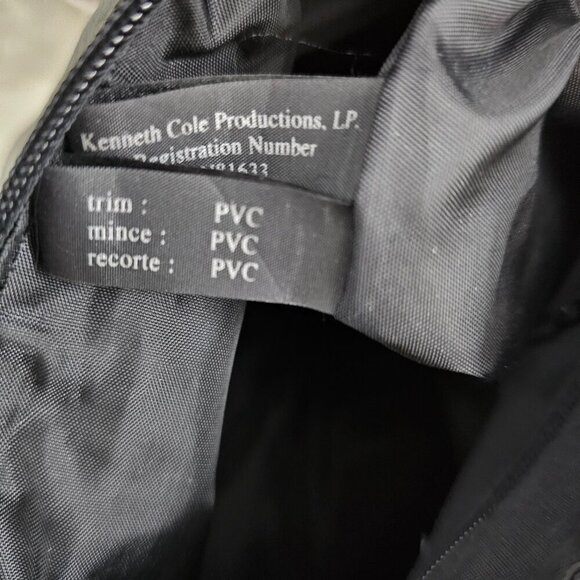 Kenneth Cole Productions, LP.
Registration Number
trim : PVC
mince : PVC
recorte : PVC